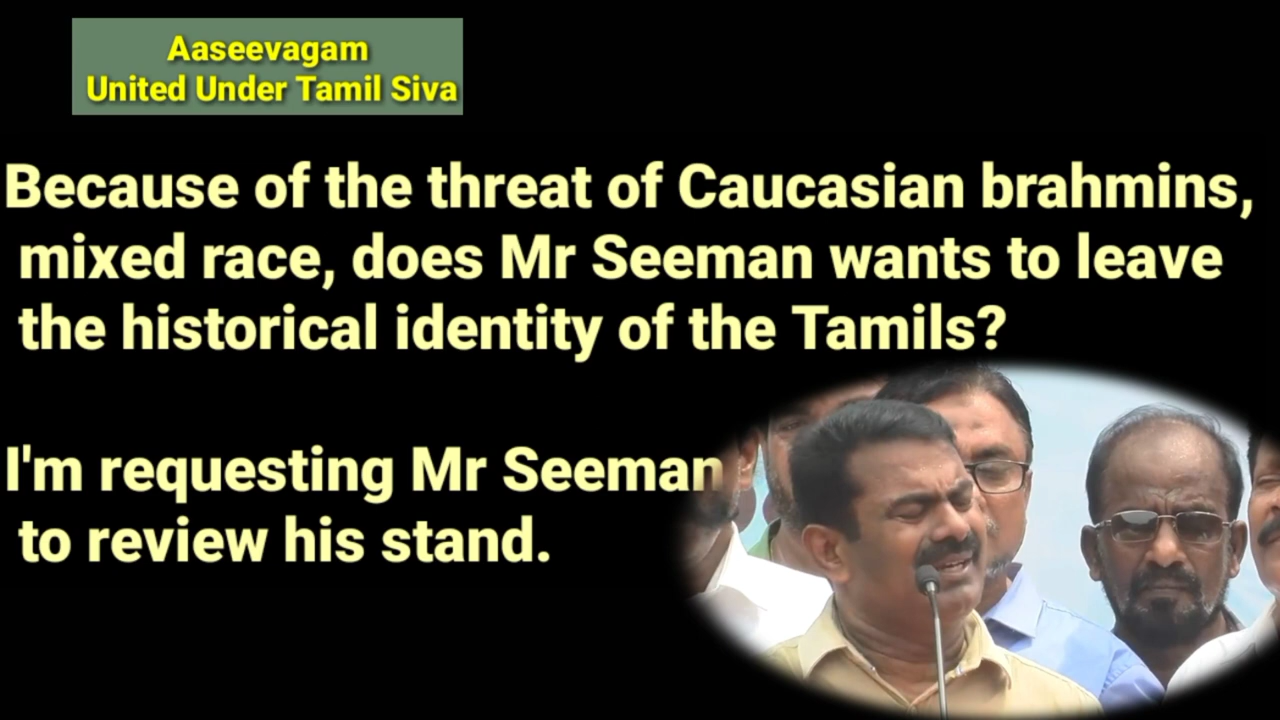 Aaseevagam
United Under Tamil Siva
Because of the threat of Caucasian brahmins,
mixed race, does Mr Seeman wants to leave
the historical identity of the Tamils?
I'm requesting Mr Seeman
to review his stand.